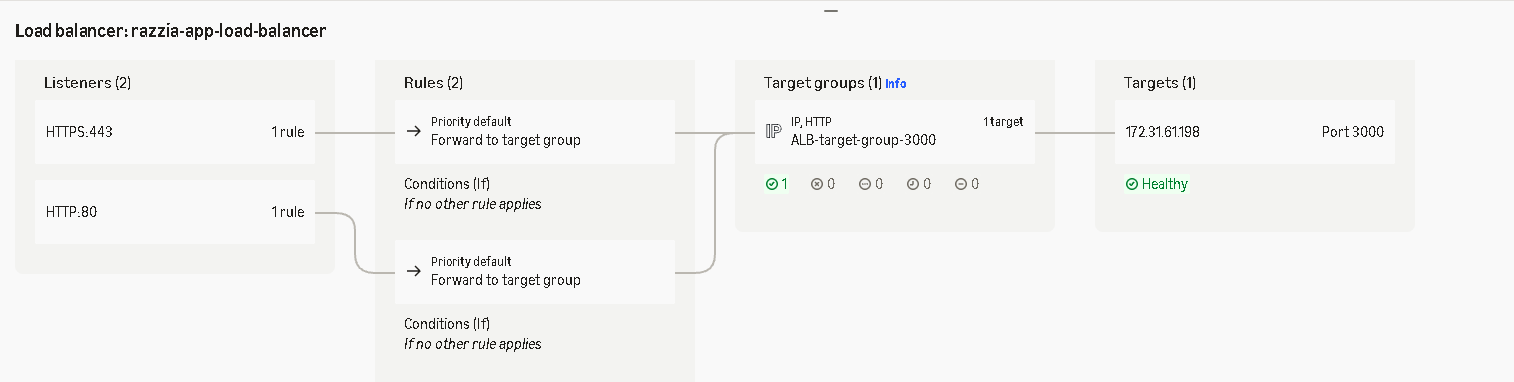 Load balancer: razzia-app-load-balancer
Listeners (2)
HTTPS:443 1 rule
HTTP:80 1 rule
Rules (2)
Priority default
Forward to target group
Conditions (If)
If no other rule applies
Priority default
Forward to target group
Conditions (If)
If no other rule applies
Target groups (1) Info
IP, HTTP 1 target
ALB-target-group-3000
1 0 0 0 0
Targets (1)
172.31.61.198 Port 3000
Healthy